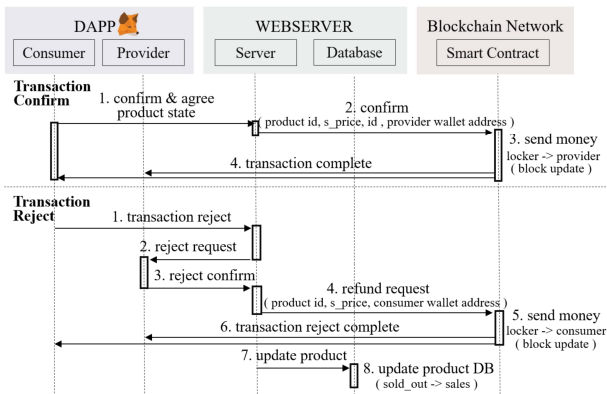 DAPP
WEBSERVER
Blockchain Network
Consumer
Provider
Server
Database
Smart Contract
Transaction
Confirm
1. confirm & agree
product state
2. confirm
( product id, s_price, id , provider wallet address )
3. send money
locker -> provider
( block update )
4. transaction complete
Transaction
Reject
1. transaction reject
2. reject request
3. reject confirm
4. refund request
( product id, s_price, consumer wallet address )
5. send money
locker -> consumer
( block update )
6. transaction reject complete
7. update product
8. update product DB
( sold_out -> sales )